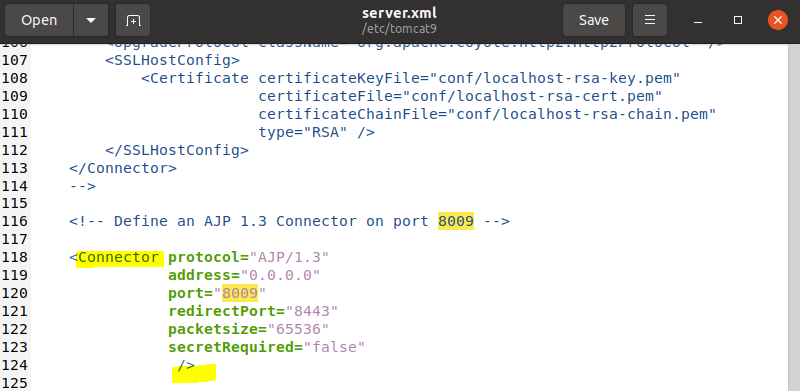 Open
server.xml
/etc/tomcat9
Save
107 <SSLHostConfig>
108 <Certificate certificateKeyFile="conf/localhost-rsa-key.pem"
109 certificateFile="conf/localhost-rsa-cert.pem"
110 certificateChainFile="conf/localhost-rsa-chain.pem"
111 type="RSA" />
112 </SSLHostConfig>
113 </Connector>
114 -->
115
116 <!-- Define an AJP 1.3 Connector on port 8009 -->
117
118 <Connector protocol="AJP/1.3"
119 address="0.0.0.0"
120 port="8009"
121 redirectPort="8443"
122 packetsize="65536"
123 secretRequired="false"
124 />
125